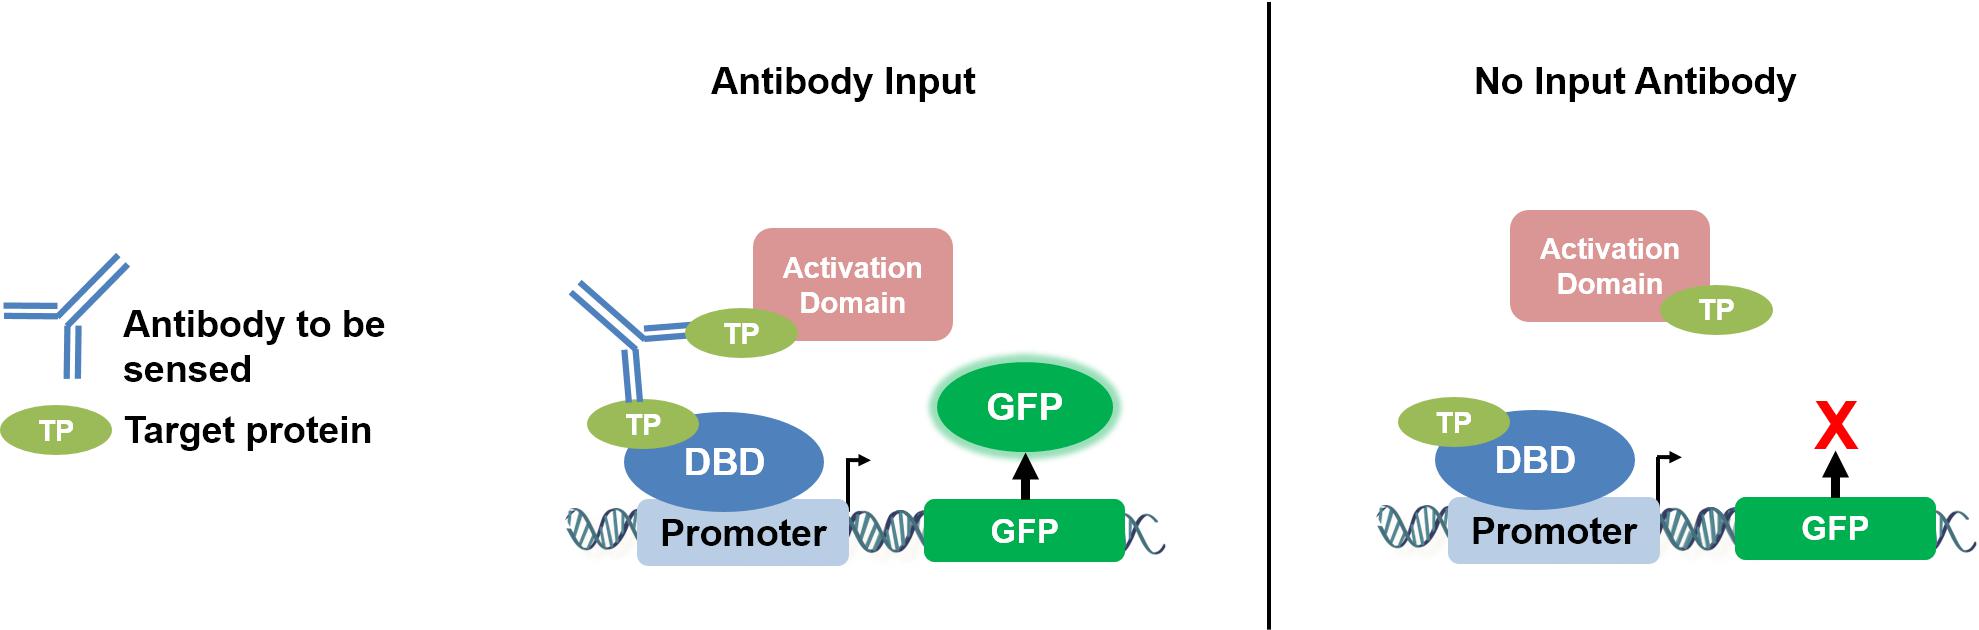 Antibody Input
No Input Antibody
Antibody to be
sensed
TP
Target protein
Activation
Domain
TP
TP
DBD
GFP
Promoter
GFP
Activation
Domain
TP
TP
DBD
X
Promoter
GFP